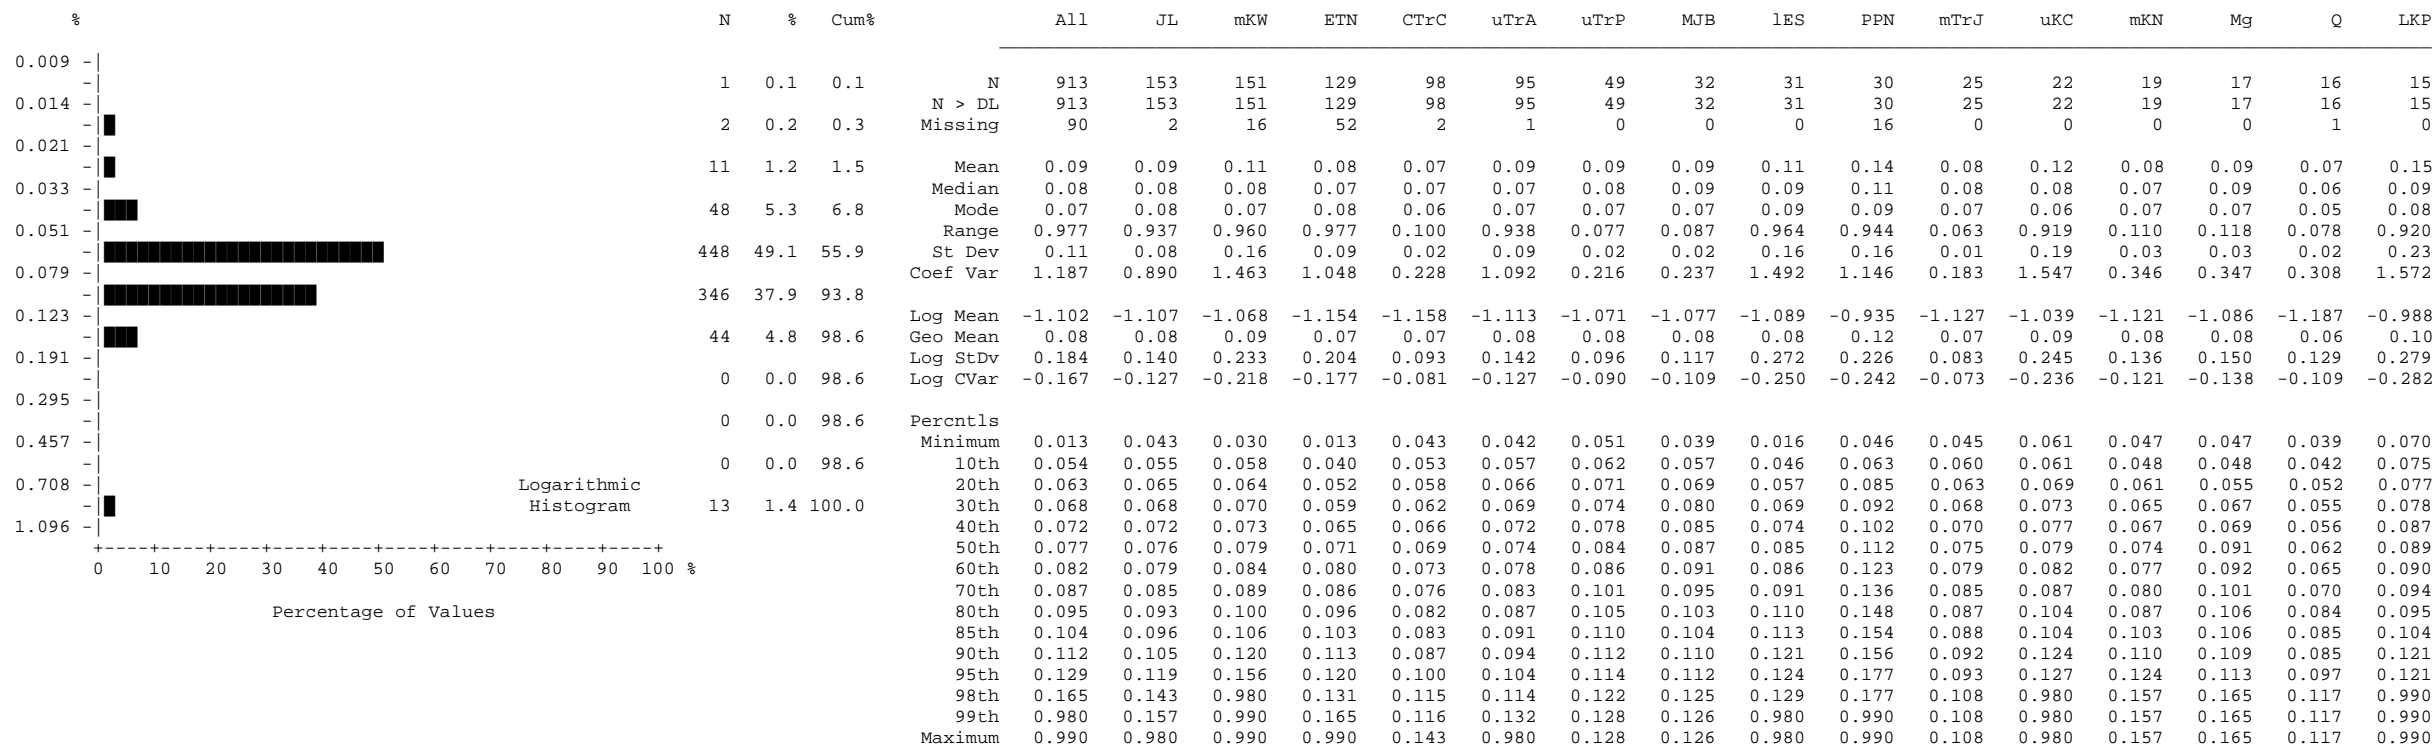 % N % Cum% All JL mKW ETN CTrC uTrA uTrP MJB lES PPN mTrJ uKC mKN Mg Q LKP
0.009
1 0.1 0.1 N 913 153 151 129 98 95 49 32 31 30 25 22 19 17 16 15
0.014 N > DL 913 153 151 129 98 95 49 32 31 30 25 22 19 17 16 15
2 0.2 0.3 Missing 90 2 16 52 2 1 0 0 0 16 0 0 0 0 1 0
0.021
11 1.2 1.5 Mean 0.09 0.09 0.11 0.08 0.07 0.09 0.09 0.09 0.11 0.14 0.08 0.12 0.08 0.09 0.07 0.15
0.033 Median 0.08 0.08 0.08 0.07 0.07 0.07 0.08 0.09 0.09 0.11 0.08 0.08 0.07 0.09 0.06 0.09
48 5.3 6.8 Mode 0.07 0.08 0.07 0.08 0.06 0.07 0.07 0.07 0.09 0.09 0.07 0.06 0.07 0.07 0.05 0.08
0.051 Range 0.977 0.937 0.960 0.977 0.100 0.938 0.077 0.087 0.964 0.944 0.063 0.919 0.110 0.118 0.078 0.920
448 49.1 55.9 St Dev 0.11 0.08 0.16 0.09 0.02 0.09 0.02 0.02 0.16 0.16 0.01 0.19 0.03 0.03 0.02 0.23
0.079 Coef Var 1.187 0.890 1.463 1.048 0.228 1.092 0.216 0.237 1.492 1.146 0.183 1.547 0.346 0.347 0.308 1.572
346 37.9 93.8
0.123 Log Mean -1.102 -1.107 -1.068 -1.154 -1.158 -1.113 -1.071 -1.077 -1.089 -0.935 -1.127 -1.039 -1.121 -1.086 -1.187 -0.988
44 4.8 98.6 Geo Mean 0.08 0.08 0.09 0.07 0.07 0.08 0.08 0.08 0.08 0.12 0.07 0.09 0.08 0.08 0.06 0.10
0.191 Log StDv 0.184 0.140 0.233 0.204 0.093 0.142 0.096 0.117 0.272 0.226 0.083 0.245 0.136 0.150 0.129 0.279
0 0.0 98.6 Log CVar -0.167 -0.127 -0.218 -0.177 -0.081 -0.127 -0.090 -0.109 -0.250 -0.242 -0.073 -0.236 -0.121 -0.138 -0.109 -0.282
0.295
0 0.0 98.6 Percntls
0.457 Minimum 0.013 0.043 0.030 0.013 0.043 0.042 0.051 0.039 0.016 0.046 0.045 0.061 0.047 0.047 0.039 0.070
0 0.0 98.6 10th 0.054 0.055 0.058 0.040 0.053 0.057 0.062 0.057 0.046 0.063 0.060 0.061 0.048 0.048 0.042 0.075
0.708 Logarithmic 20th 0.063 0.065 0.064 0.052 0.058 0.066 0.071 0.069 0.057 0.085 0.063 0.069 0.061 0.055 0.052 0.077
Histogram 13 1.4 100.0 30th 0.068 0.068 0.070 0.059 0.062 0.069 0.074 0.080 0.069 0.092 0.068 0.073 0.065 0.067 0.055 0.078
1.096 40th 0.072 0.072 0.073 0.065 0.066 0.072 0.078 0.085 0.074 0.102 0.070 0.077 0.067 0.069 0.056 0.087
50th 0.077 0.076 0.079 0.071 0.069 0.074 0.084 0.087 0.085 0.112 0.075 0.079 0.074 0.091 0.062 0.089
0 10 20 30 40 50 60 70 80 90 100 % 60th 0.082 0.079 0.084 0.080 0.073 0.078 0.086 0.091 0.086 0.123 0.079 0.082 0.077 0.092 0.065 0.090
70th 0.087 0.085 0.089 0.086 0.076 0.083 0.101 0.095 0.091 0.136 0.085 0.087 0.080 0.101 0.070 0.094
Percentage of Values 80th 0.095 0.093 0.100 0.096 0.082 0.087 0.105 0.103 0.110 0.148 0.087 0.104 0.087 0.106 0.084 0.095
85th 0.104 0.096 0.106 0.103 0.083 0.091 0.110 0.104 0.113 0.154 0.088 0.104 0.103 0.106 0.085 0.104
90th 0.112 0.105 0.120 0.113 0.087 0.094 0.112 0.110 0.121 0.156 0.092 0.124 0.110 0.109 0.085 0.121
95th 0.129 0.119 0.156 0.120 0.100 0.104 0.114 0.112 0.124 0.177 0.093 0.127 0.124 0.113 0.097 0.121
98th 0.165 0.143 0.980 0.131 0.115 0.114 0.122 0.125 0.129 0.177 0.108 0.980 0.157 0.165 0.117 0.990
99th 0.980 0.157 0.990 0.165 0.116 0.132 0.128 0.126 0.980 0.990 0.108 0.980 0.157 0.165 0.117 0.990
Maximum 0.990 0.980 0.990 0.990 0.143 0.980 0.128 0.126 0.980 0.990 0.108 0.980 0.157 0.165 0.117 0.990